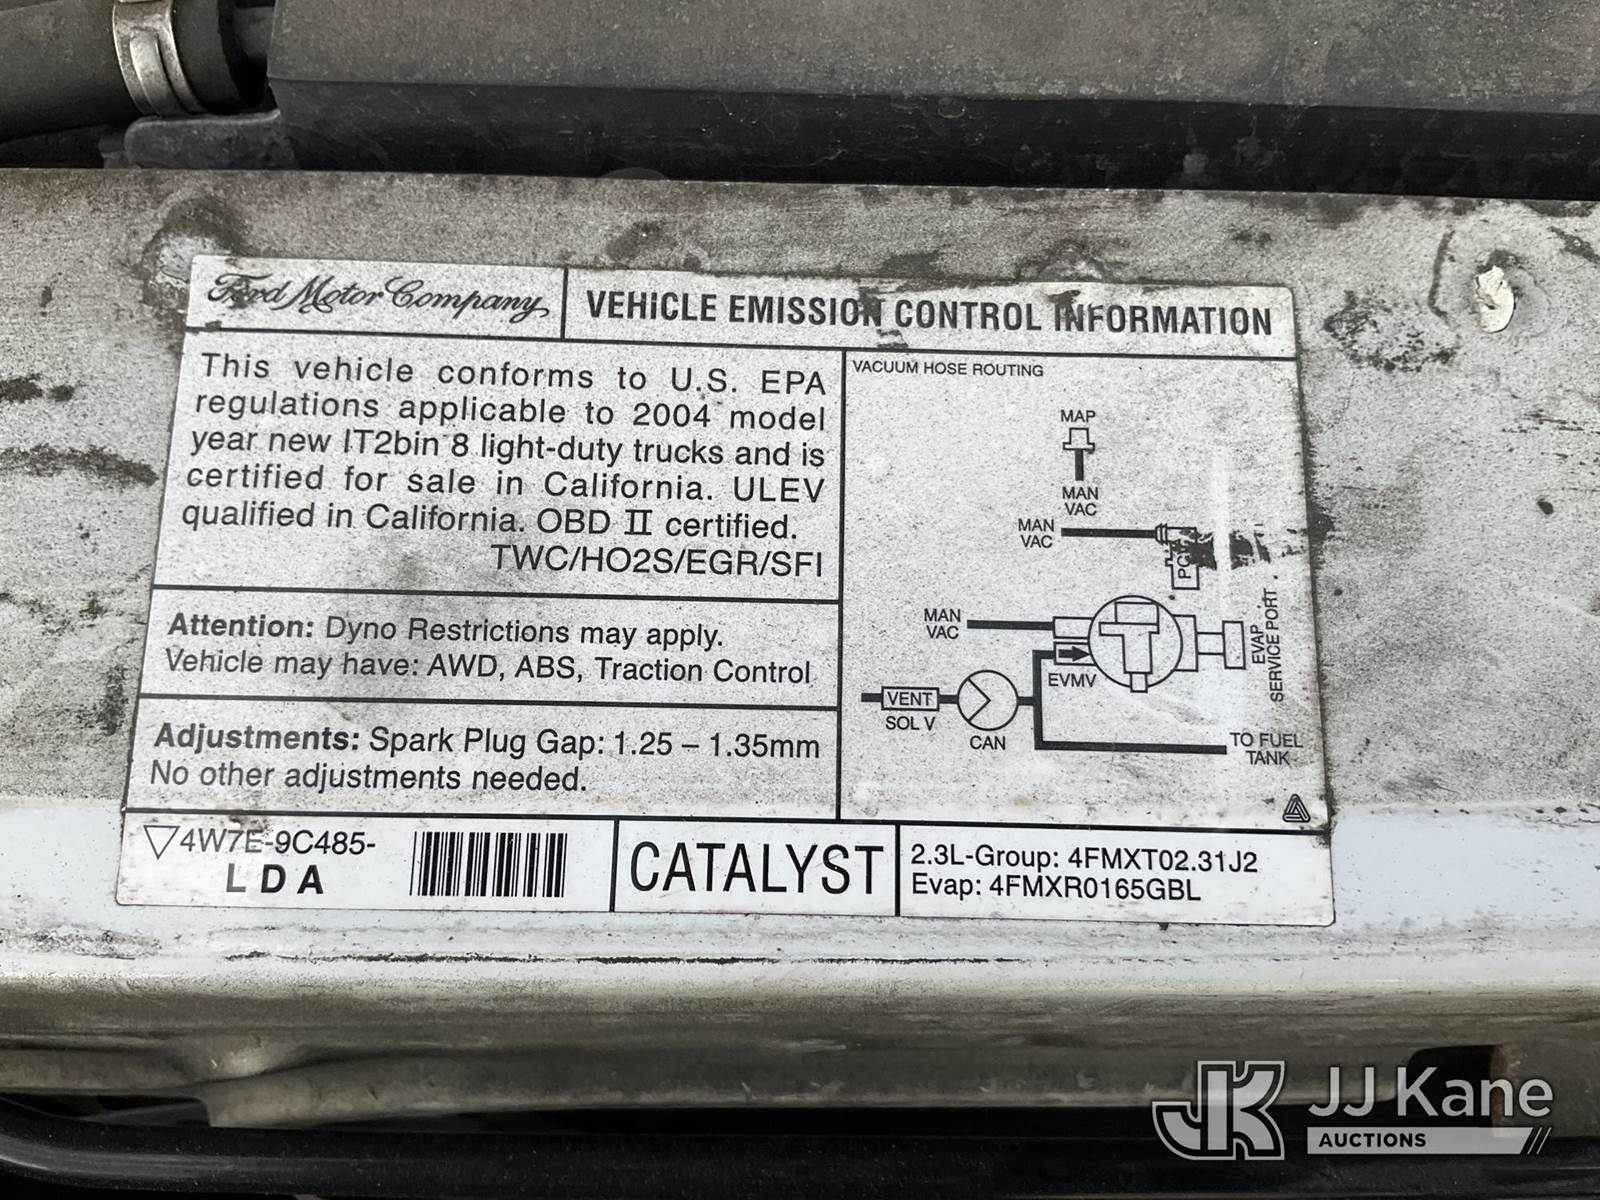 Ford Motor Company
VEHICLE EMISSION CONTROL INFORMATION
This vehicle conforms to U.S. EPA
regulations applicable to 2004 model
year new IT2bin 8 light-duty trucks and is
certified for sale in California. ULEV
qualified in California. OBD II certified.
TWC/HO2S/EGR/SFI
Attention: Dyno Restrictions may apply.
Vehicle may have: AWD, ABS, Traction Control
Adjustments: Spark Plug Gap: 1.25 – 1.35mm
No other adjustments needed.
VACUUM HOSE ROUTING
MAP
MAN
VAC
MAN
VAC
MAN
VAC
EVMV
EVAP
SERVICE PORT
VENT
SOL V
CAN
TO FUEL
TANK
4W7E-9C485-
LDA
CATALYST
2.3L-Group: 4FMXT02.31J2
Evap: 4FMXR0165GBL
JK JJ Kane
AUCTIONS